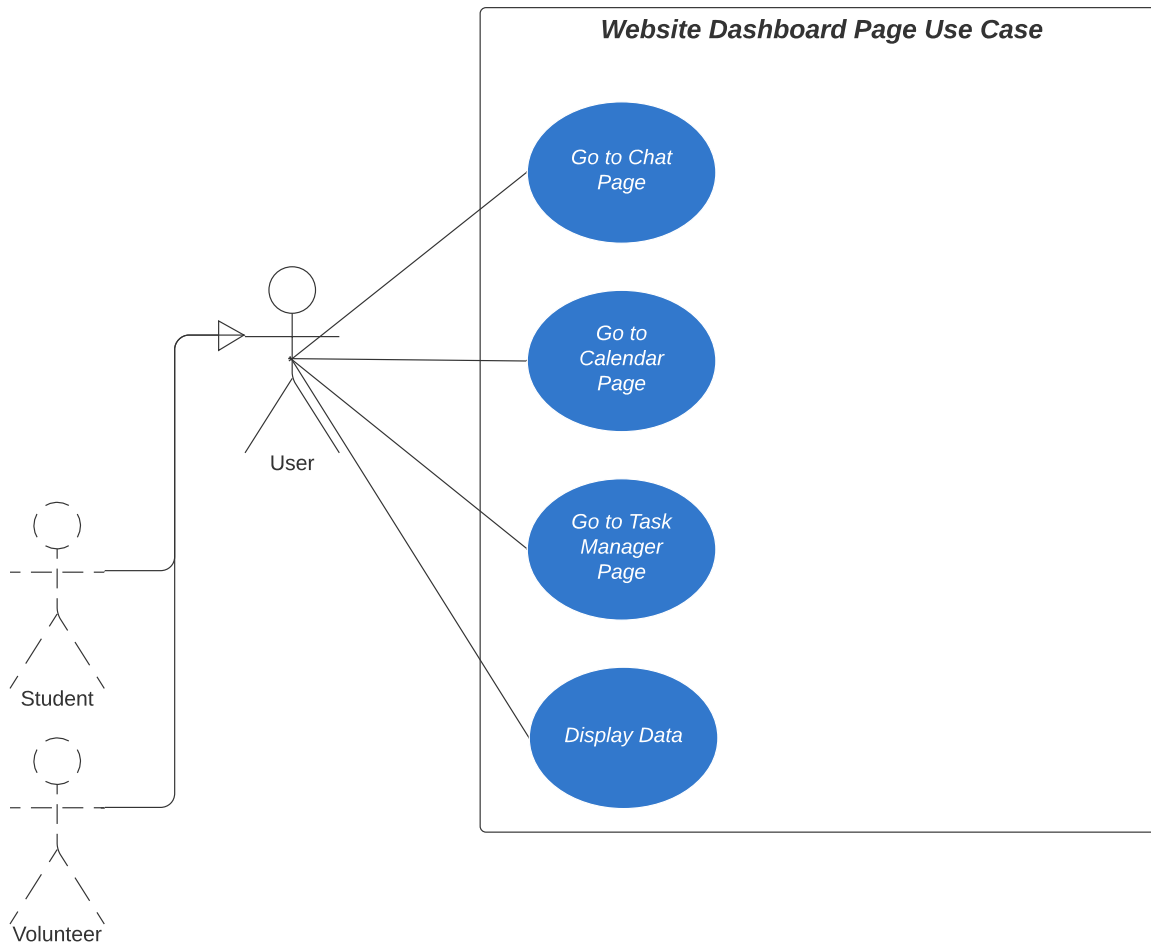 Website Dashboard Page Use Case
Go to Chat
Page
Go to
Calendar
Page
User
Go to Task
Manager
Page
Student
Display Data
Volunteer